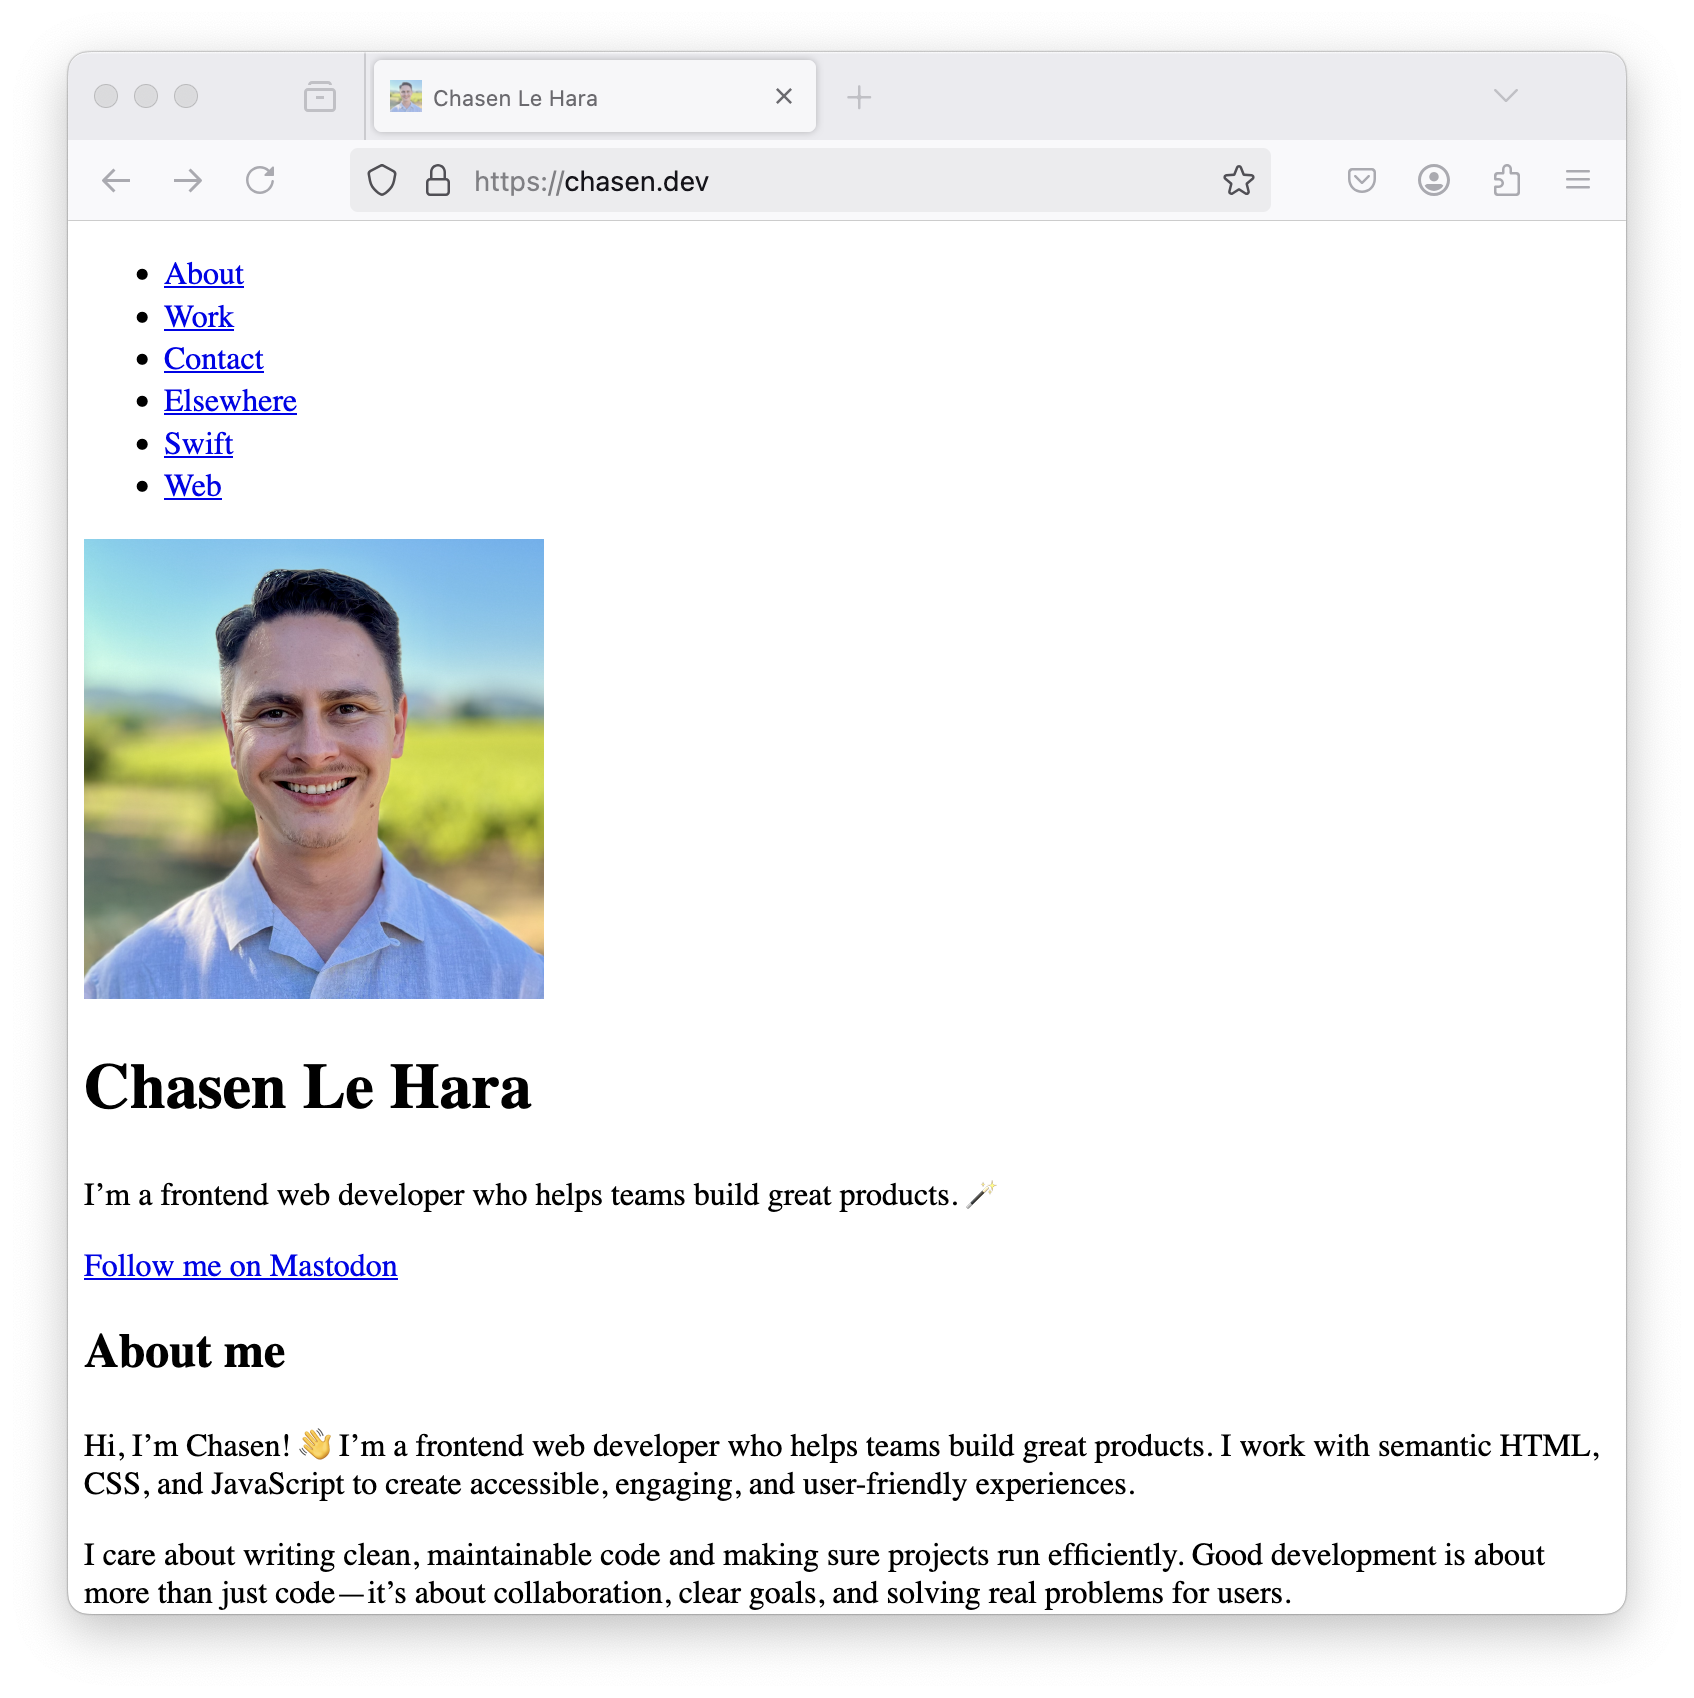 Chasen Le Hara
https://chasen.dev
About
Work
Contact
Elsewhere
Swift
Web
Chasen Le Hara
I’m a frontend web developer who helps teams build great products. 🪄
Follow me on Mastodon
About me
Hi, I’m Chasen! 👋 I’m a frontend web developer who helps teams build great products. I work with semantic HTML,
CSS, and JavaScript to create accessible, engaging, and user-friendly experiences.
I care about writing clean, maintainable code and making sure projects run efficiently. Good development is about
more than just code—it’s about collaboration, clear goals, and solving real problems for users.